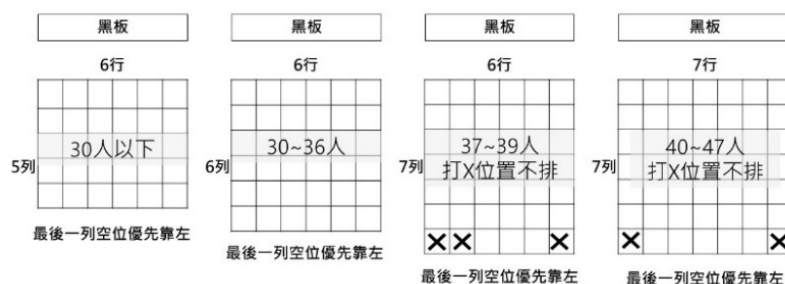 黑板
6行
5列
30人以下
最後一列空位優先靠左
黑板
6行
6列
30~36人
最後一列空位優先靠左
黑板
6行
7列
37~39人
打X位置不排
最後一列空位優先靠左
黑板
7行
7列
40~47人
打X位置不排
最後一列空位優先靠左